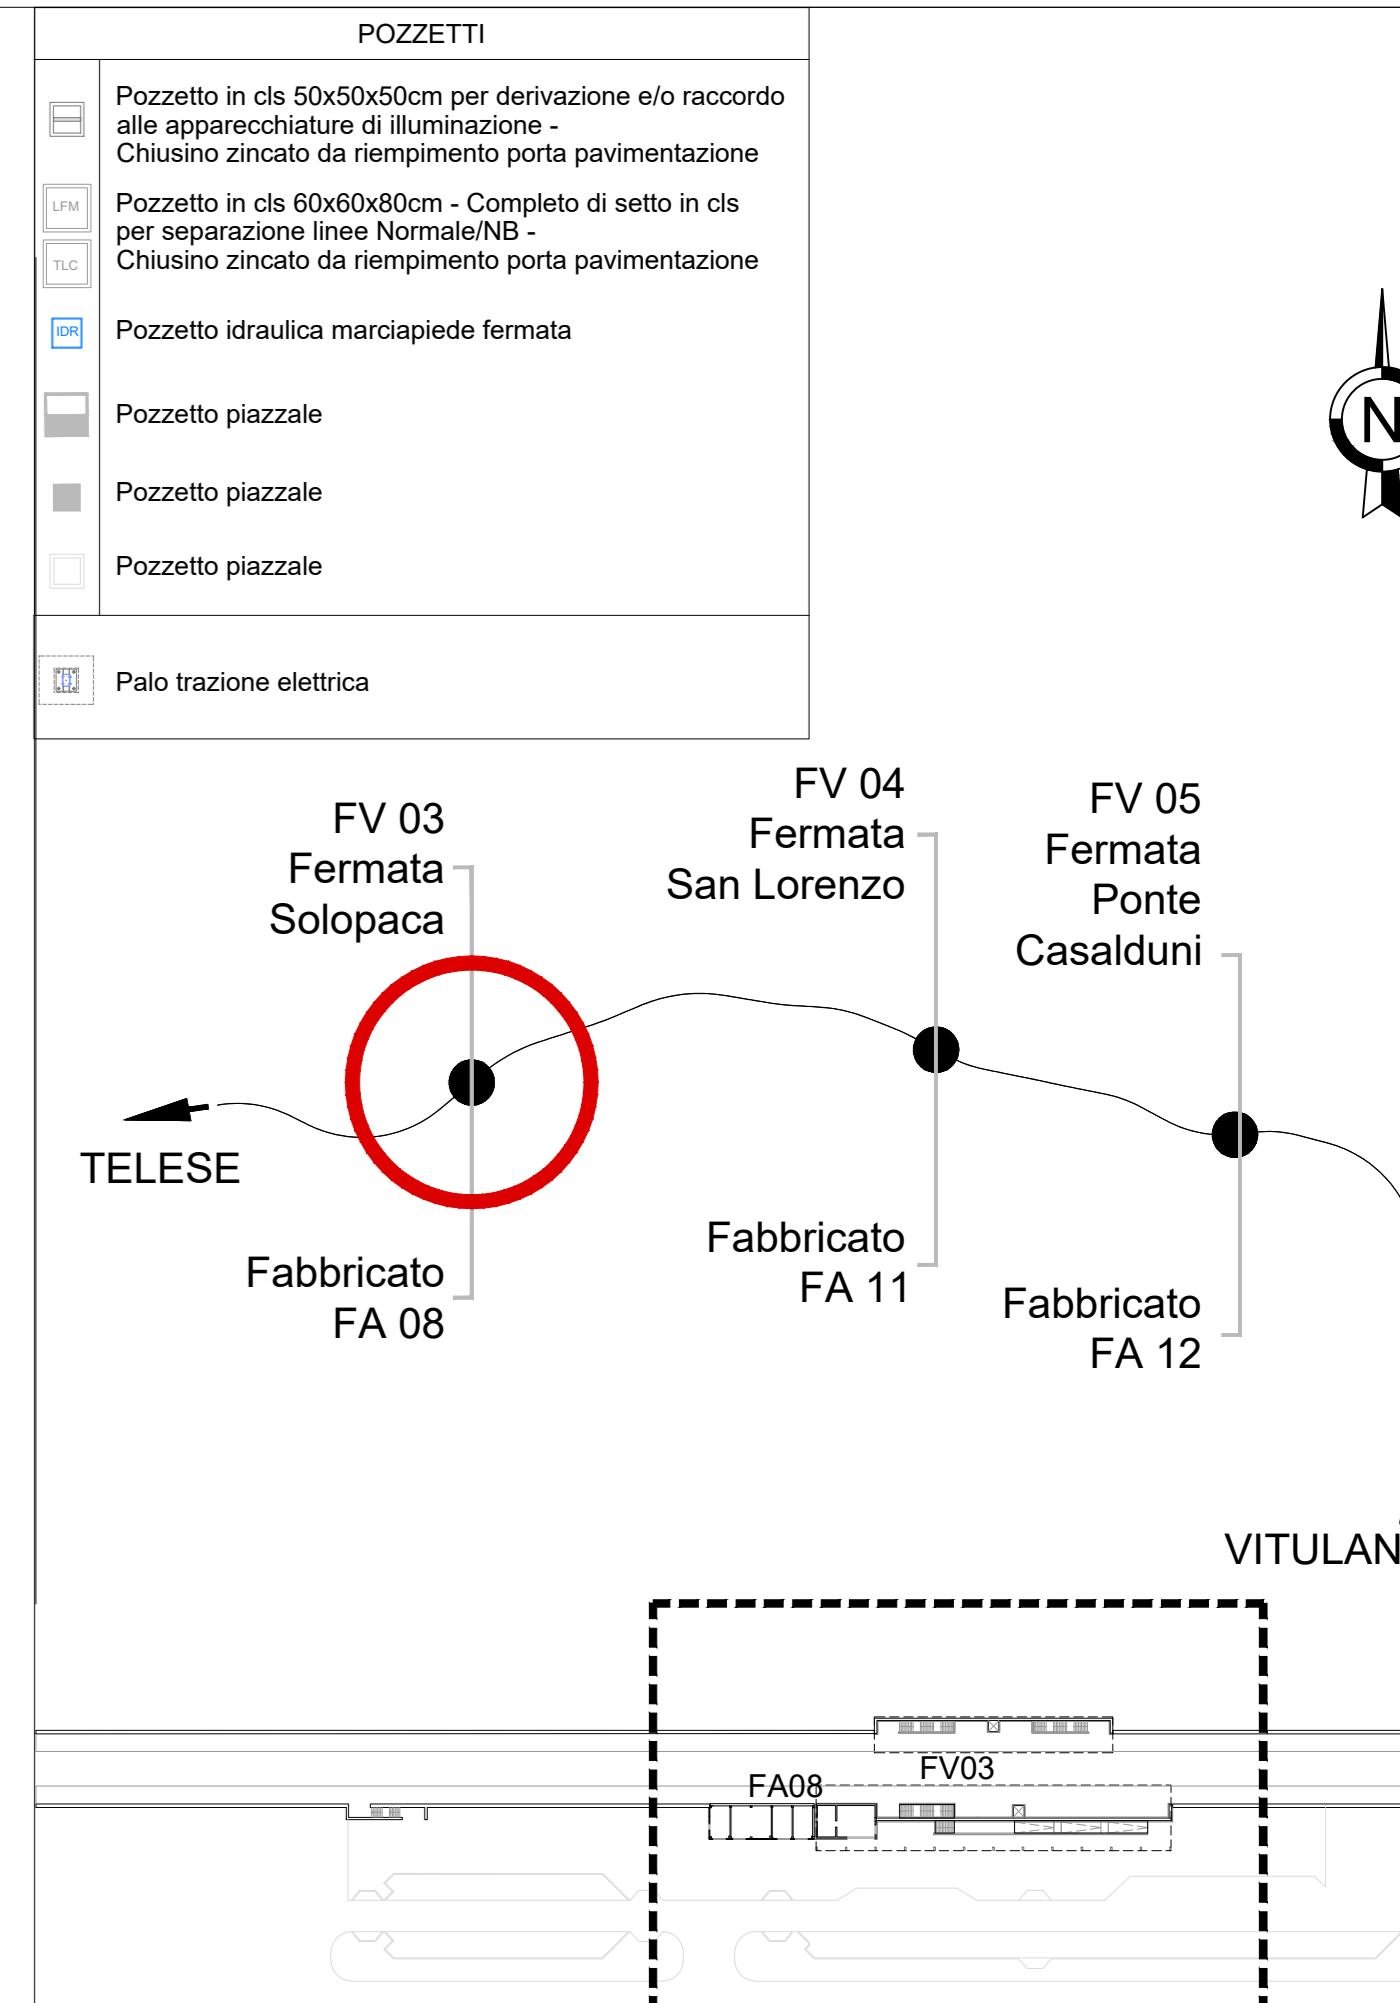 POZZETTI
Pozzetto in cls 50x50x50cm per derivazione e/o raccordo
alle apparecchiature di illuminazione -
Chiusino zincato da riempimento porta pavimentazione
LFM
Pozzetto in cls 60x60x80cm - Completo di setto in cls
per separazione linee Normale/NB -
TLC
Chiusino zincato da riempimento porta pavimentazione
IDR
Pozzetto idraulica marciapiede fermata
Pozzetto piazzale
Pozzetto piazzale
Pozzetto piazzale
Palo trazione elettrica
N
FV 03
Fermata
Solopaca
FV 04
Fermata
San Lorenzo
FV 05
Fermata
Ponte
Casalduni
TELESE
Fabbricato
FA 08
Fabbricato
FA 11
Fabbricato
FA 12
VITULAN
FV03
FA08